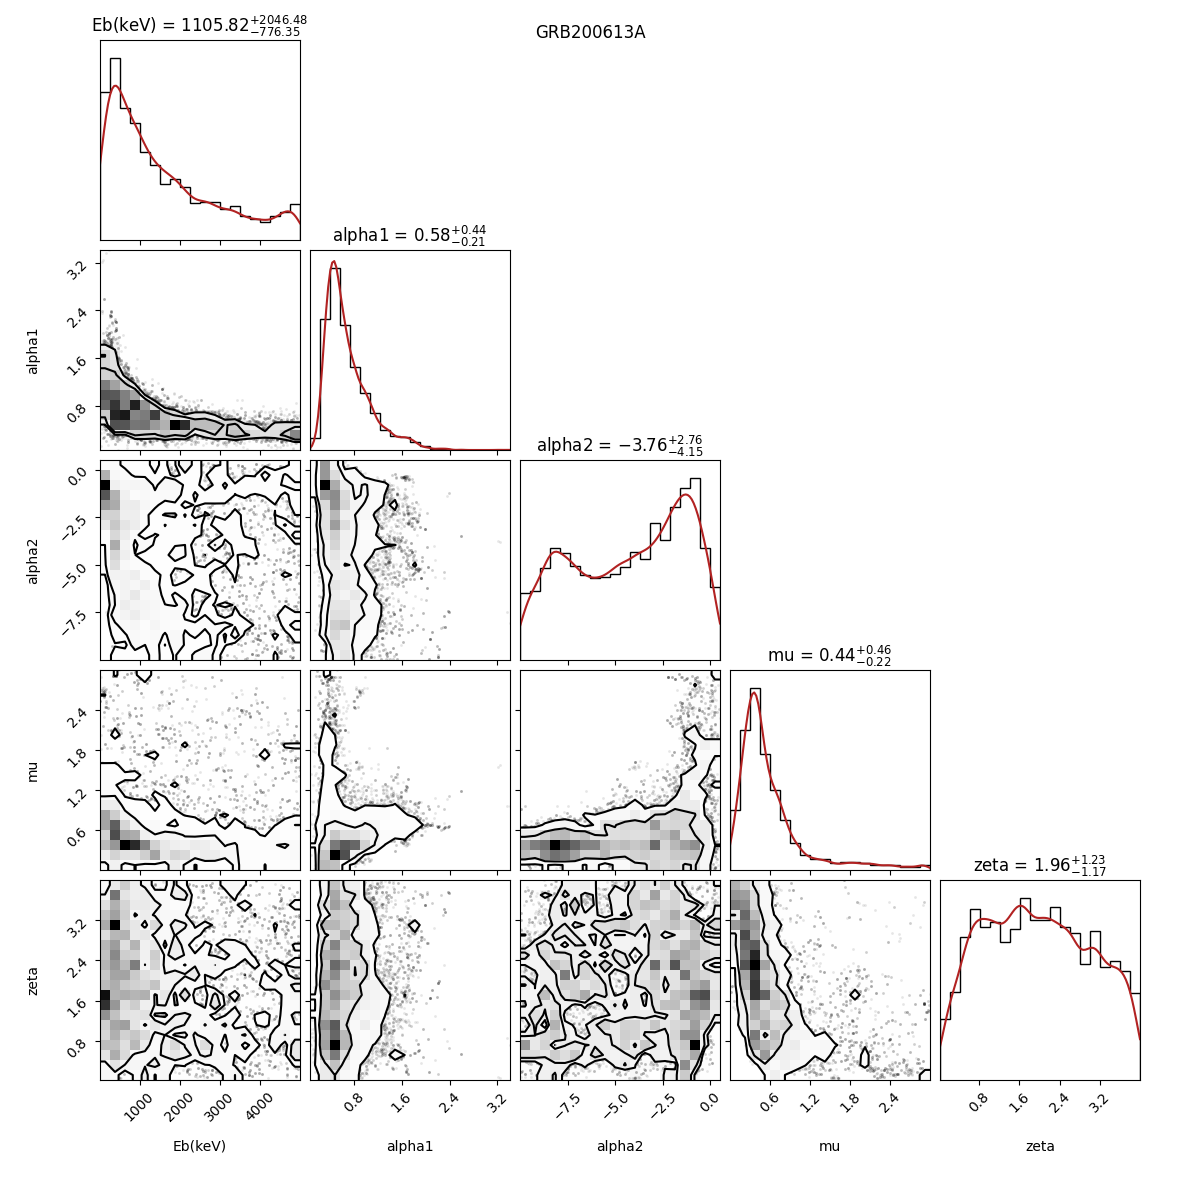 Eb(keV) = 1105.82+2046.48−776.35
GRB200613A
alpha1 = 0.58+0.44−0.21
3.2
2.4
1.6
0.8
alpha1
alpha2 = −3.76+2.76−4.15
0.0
−2.5
−5.0
−7.5
alpha2
mu = 0.44+0.46−0.22
2.4
1.8
1.2
0.6
mu
zeta = 1.96+1.23−1.17
3.2
2.4
1.6
0.8
zeta
1000 2000 3000 4000 0.8 1.6 2.4 3.2 −7.5 −5.0 −2.5 0.0 0.6 1.2 1.8 2.4 0.8 1.6 2.4 3.2
Eb(keV) alpha1 alpha2 mu zeta